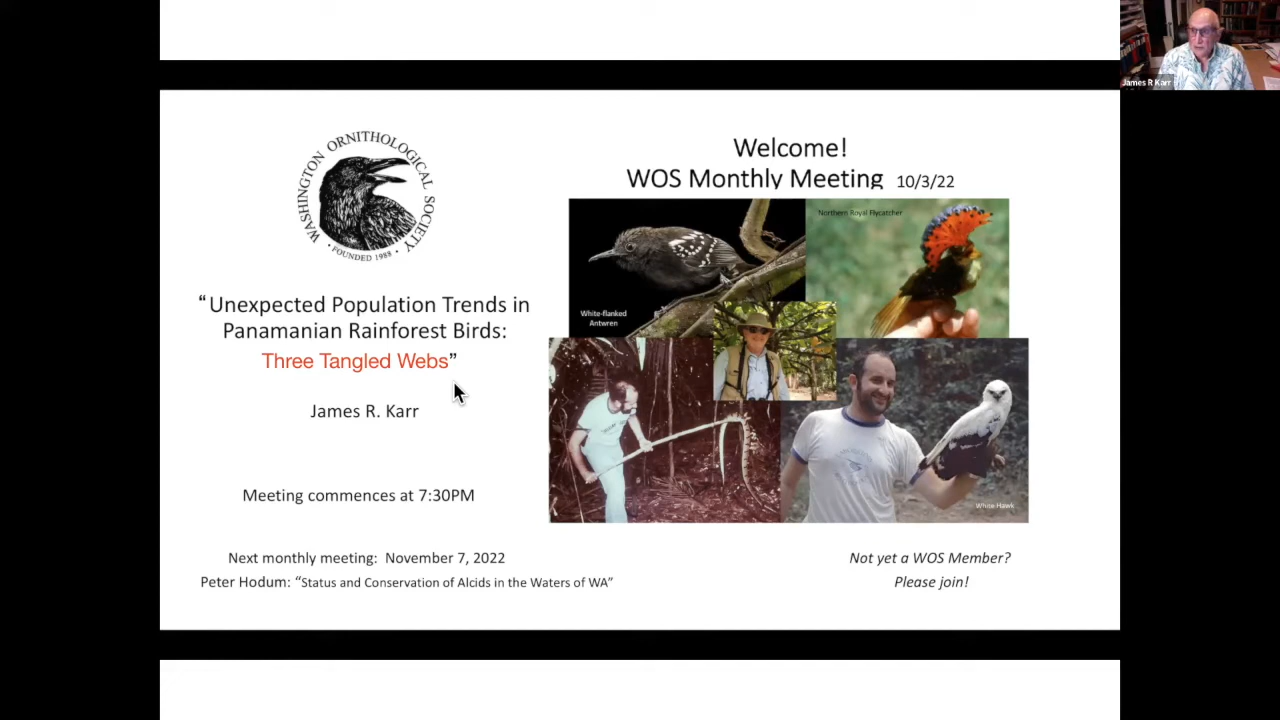 James R Karr
WASHINGTON ORNITHOLOGICAL SOCIETY
• FOUNDED 1988 •
Welcome!
WOS Monthly Meeting 10/3/22
“Unexpected Population Trends in
Panamanian Rainforest Birds:
Three Tangled Webs”
James R. Karr
Meeting commences at 7:30PM
Northern Royal Flycatcher
White-flanked
Antwren
White Hawk
Next monthly meeting: November 7, 2022
Peter Hodum: “Status and Conservation of Alcids in the Waters of WA”
Not yet a WOS Member?
Please join!